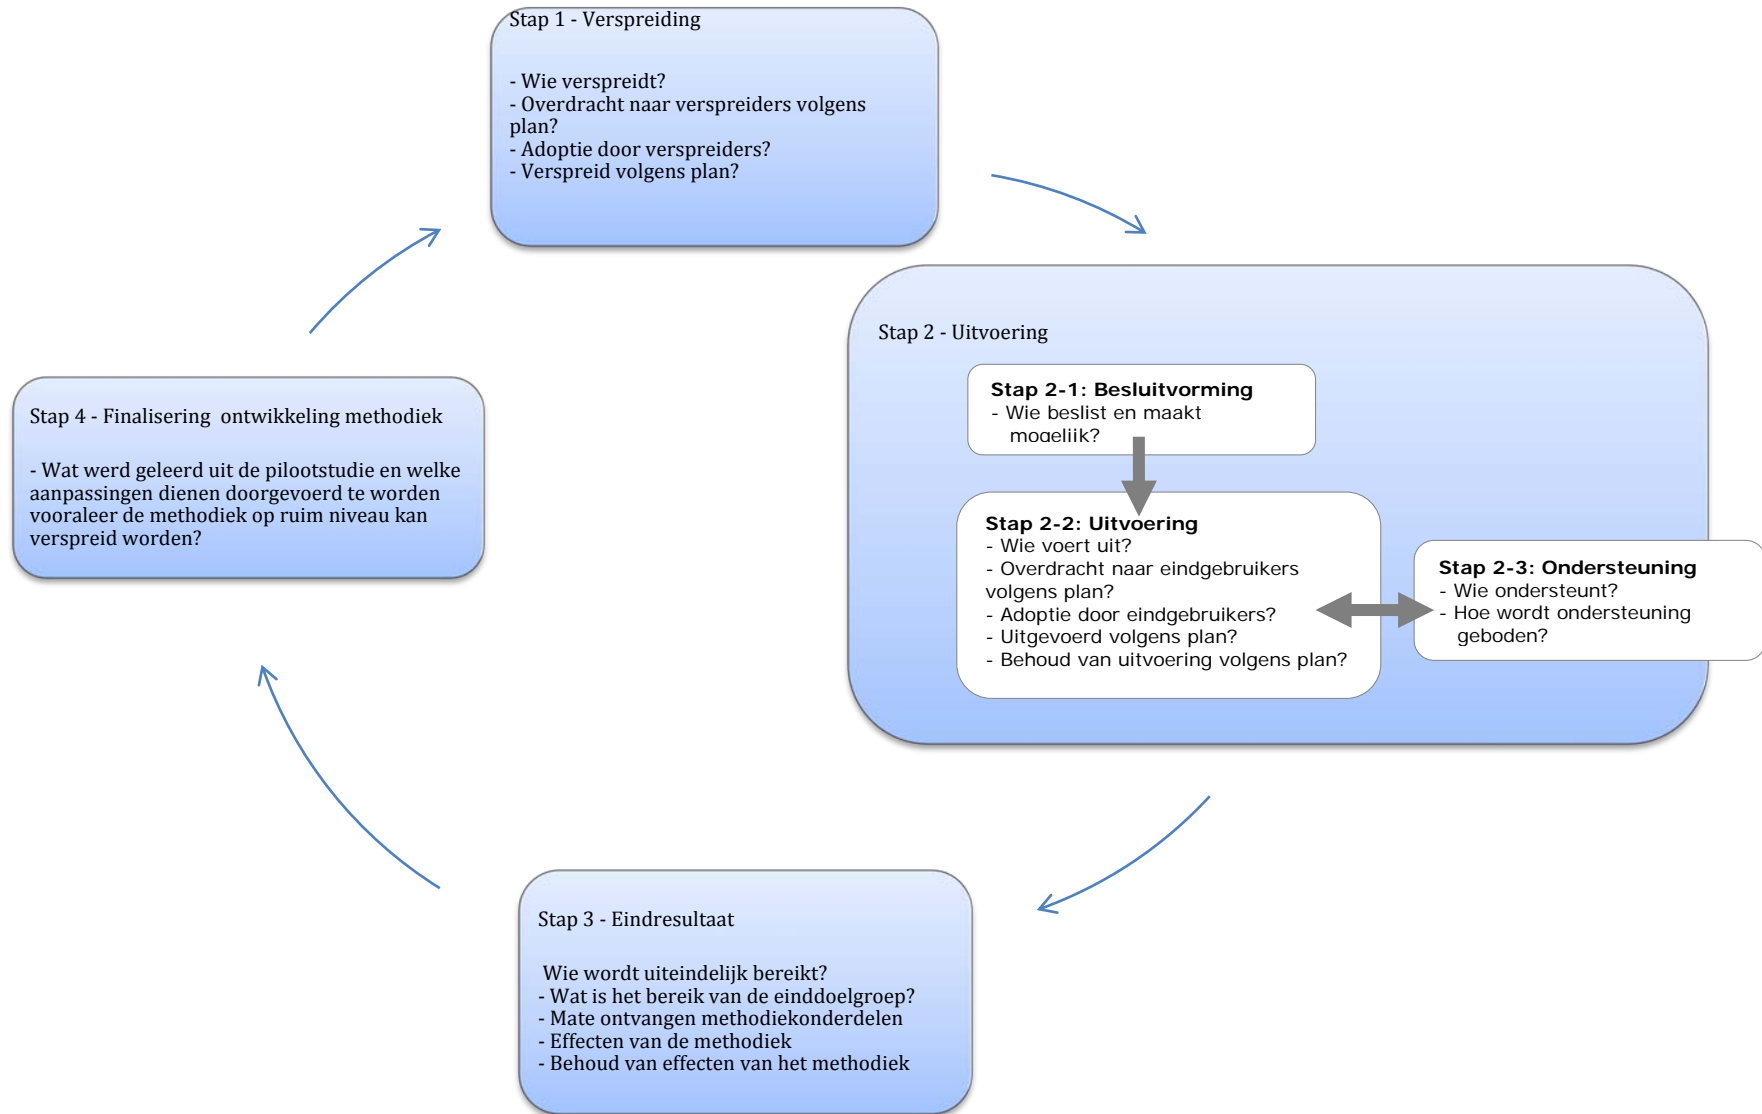 Stap 1 - Verspreiding
- Wie verspreidt?
- Overdracht naar verspreiders volgens
plan?
- Adoptie door verspreiders?
- Verspreid volgens plan?
Stap 2 - Uitvoering
Stap 2-1: Besluitvorming
- Wie beslist en maakt
mogelijk?
Stap 2-2: Uitvoering
- Wie voert uit?
- Overdracht naar eindgebruikers
volgens plan?
- Adoptie door eindgebruikers?
- Uitgevoerd volgens plan?
- Behoud van uitvoering volgens plan?
Stap 2-3: Ondersteuning
- Wie ondersteunt?
- Hoe wordt ondersteuning
geboden?
Stap 3 - Eindresultaat
Wie wordt uiteindelijk bereikt?
- Wat is het bereik van de einddoelgroep?
- Mate ontvangen methodiekonderdelen
- Effecten van de methodiek
- Behoud van effecten van het methodiek
Stap 4 - Finalisering  ontwikkeling methodiek
- Wat werd geleerd uit de pilootstudie en welke
aanpassingen dienen doorgevoerd te worden
vooraleer de methodiek op ruim niveau kan
verspreid worden?